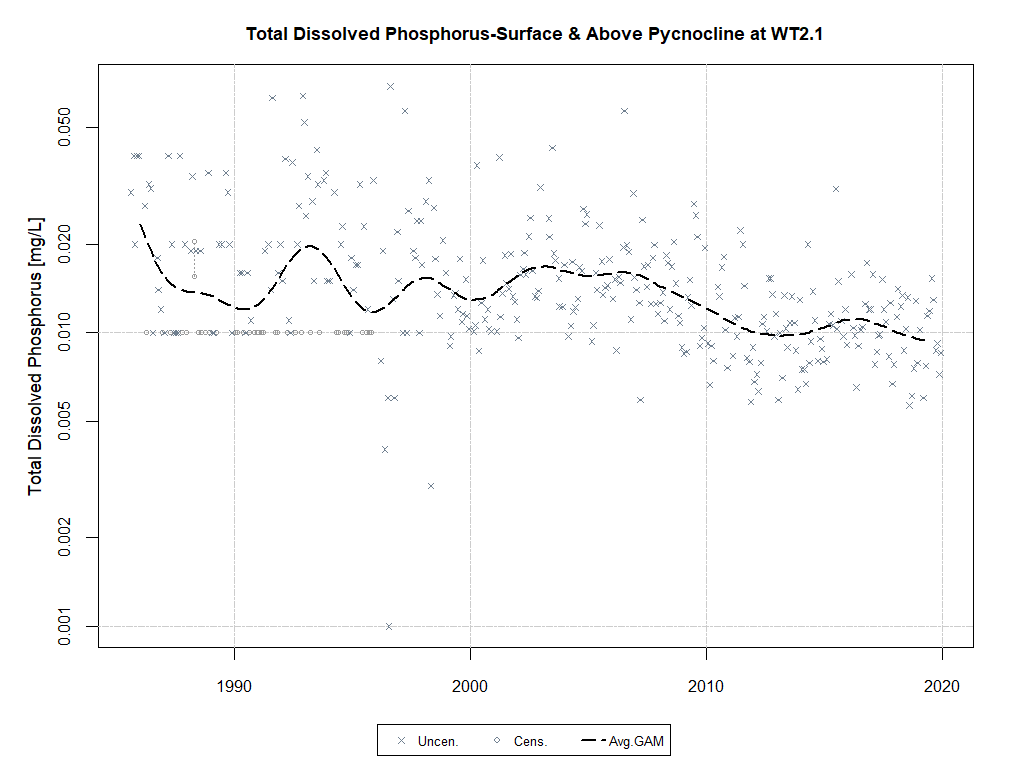 Total Dissolved Phosphorus-Surface & Above Pycnocline at WT2.1
Total Dissolved Phosphorus [mg/L]
0.050
0.020
0.010
0.005
0.002
0.001
1990 2000 2010 2020
Uncen. Cens. Avg.GAM